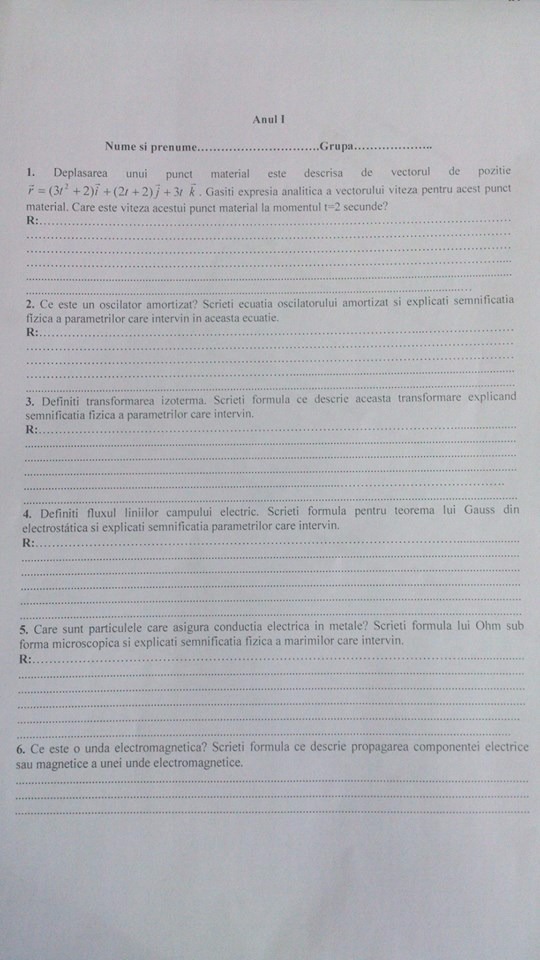 Anul I
Nume si prenume...............................Grupa....................
1. Deplasarea unui punct material este descrisa de vectorul de pozitie
r⃗ = (3t² + 2)i⃗ + (2t + 2)j⃗ + 3t k⃗ . Gasiti expresia analitica a vectorului viteza pentru acest punct
material. Care este viteza acestui punct material la momentul t=2 secunde?
R:
2. Ce este un oscilator amortizat? Scrieti ecuatia oscilatorului amortizat si explicati semnificatia
fizica a parametrilor care intervin in aceasta ecuatie.
R:
3. Definiti transformarea izoterma. Scrieti formula ce descrie aceasta transformare explicand
semnificatia fizica a parametrilor care intervin.
R:
4. Definiti fluxul liniilor campului electric. Scrieti formula pentru teorema lui Gauss din
electrostática si explicati semnificatia parametrilor care intervin.
R:
5. Care sunt particulele care asigura conductia electrica in metale? Scrieti formula lui Ohm sub
forma microscopica si explicati semnificatia fizica a marimilor care intervin.
R:
6. Ce este o unda electromagnetica? Scrieti formula ce descrie propagarea componentei electrice
sau magnetice a unei unde electromagnetice.